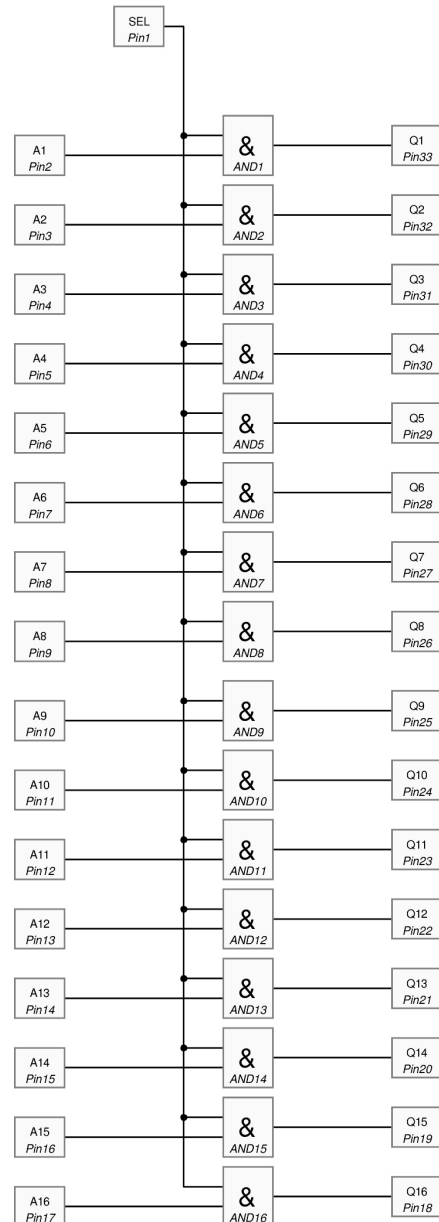 SEL
Pin1
A1
Pin2
&
AND1
Q1
Pin33
A2
Pin3
&
AND2
Q2
Pin32
A3
Pin4
&
AND3
Q3
Pin31
A4
Pin5
&
AND4
Q4
Pin30
A5
Pin6
&
AND5
Q5
Pin29
A6
Pin7
&
AND6
Q6
Pin28
A7
Pin8
&
AND7
Q7
Pin27
A8
Pin9
&
AND8
Q8
Pin26
A9
Pin10
&
AND9
Q9
Pin25
A10
Pin11
&
AND10
Q10
Pin24
A11
Pin12
&
AND11
Q11
Pin23
A12
Pin13
&
AND12
Q12
Pin22
A13
Pin14
&
AND13
Q13
Pin21
A14
Pin15
&
AND14
Q14
Pin20
A15
Pin16
&
AND15
Q15
Pin19
A16
Pin17
&
AND16
Q16
Pin18